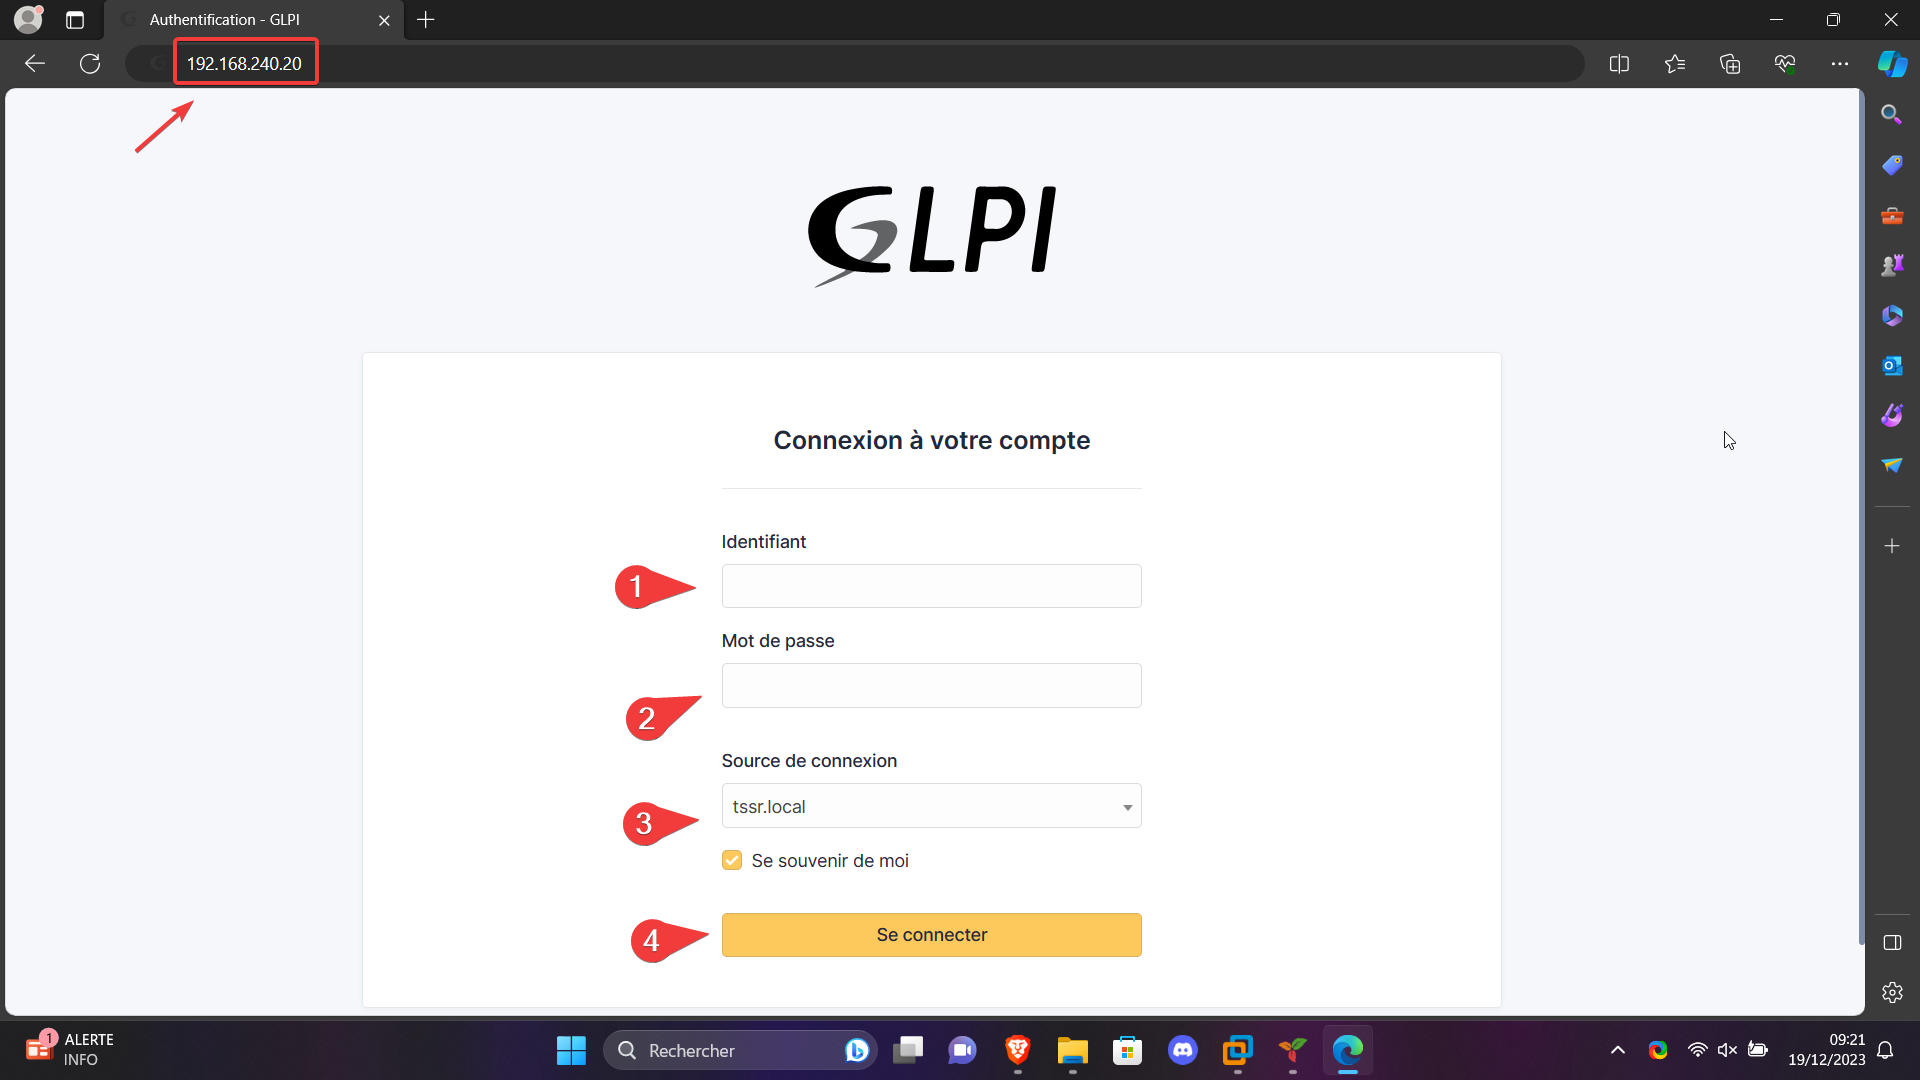 Authentification - GLPI
192.168.240.20
GLPI
Connexion à votre compte
Identifiant
1
Mot de passe
2
Source de connexion
tssr.local
3
Se souvenir de moi
4
Se connecter
1
ALERTE
INFO
Rechercher
09:21
19/12/2023